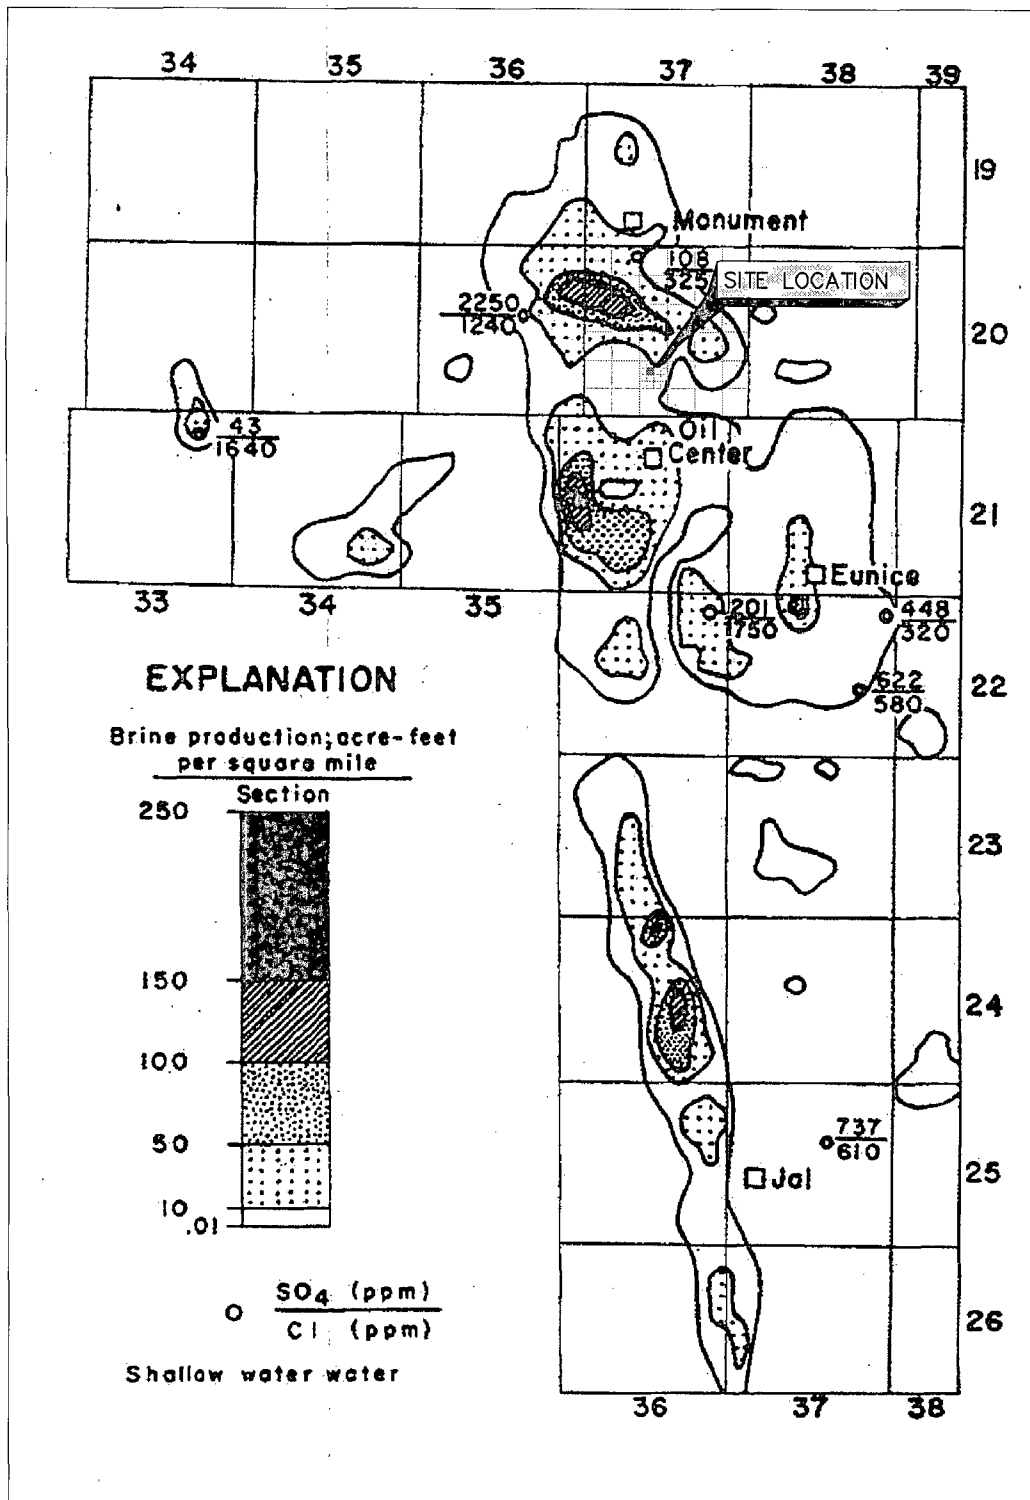 34 35 36 37 38 39
19
Monument
108
325
SITE LOCATION
2250
1240
20
43
1640
Oil
Center
21
Eunice
33 34 35
201
1750
448
320
EXPLANATION
622
580
22
Brine production; acre-feet
per square mile
Section
250
23
150
24
100
50
737
610
Jal
25
10
.01
SO4 (ppm)
Cl (ppm)
26
Shallow water water
36 37 38